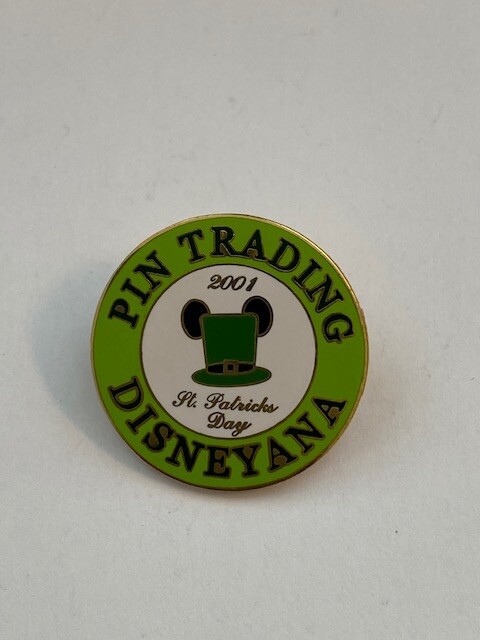 PIN TRADING
2001
St. Patricks
Day
DISNEYANA